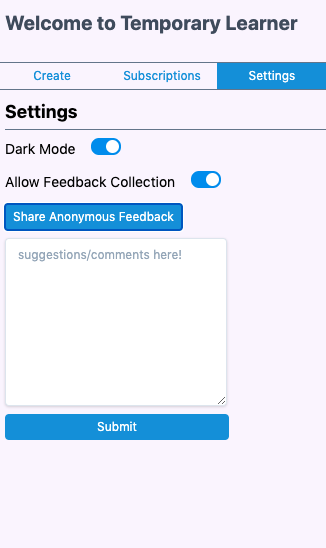 Welcome to Temporary Learner
Create Subscriptions Settings
Settings
Dark Mode
Allow Feedback Collection
Share Anonymous Feedback
suggestions/comments here!
Submit